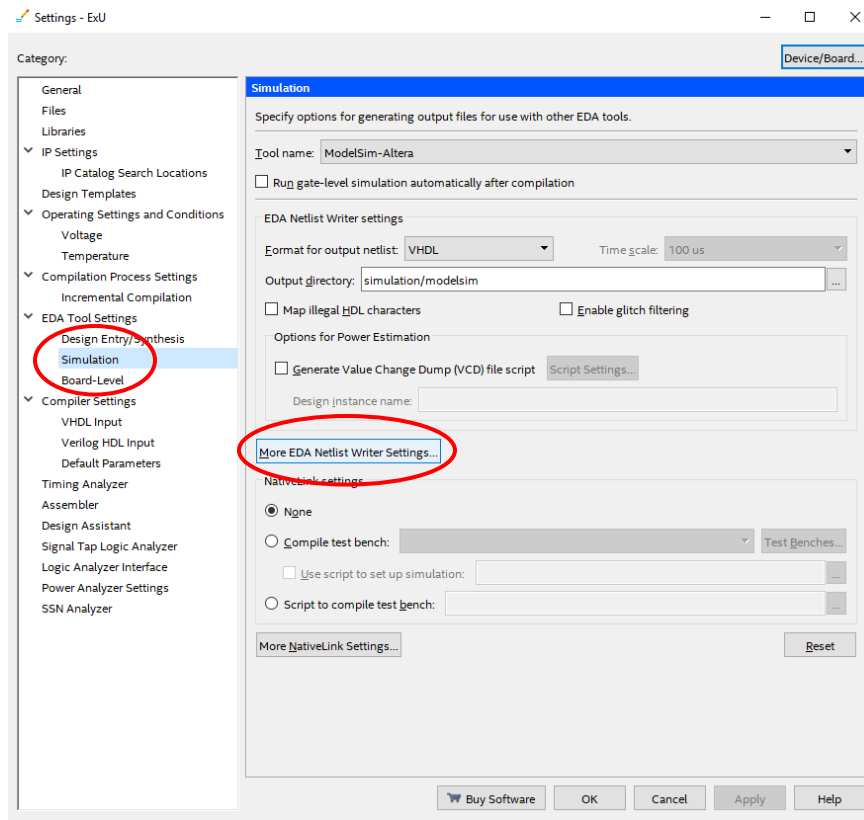 Settings - ExU
Category:
Device/Board...
General
Files
Libraries
IP Settings
IP Catalog Search Locations
Design Templates
Operating Settings and Conditions
Voltage
Temperature
Compilation Process Settings
Incremental Compilation
EDA Tool Settings
Design Entry/Synthesis
Simulation
Board-Level
Compiler Settings
VHDL Input
Verilog HDL Input
Default Parameters
Timing Analyzer
Assembler
Design Assistant
Signal Tap Logic Analyzer
Logic Analyzer Interface
Power Analyzer Settings
SSN Analyzer
Simulation
Specify options for generating output files for use with other EDA tools.
Tool name: ModelSim-Altera
Run gate-level simulation automatically after compilation
EDA Netlist Writer settings
Format for output netlist: VHDL Time scale: 100 us
Output directory: simulation/modelsim ...
Map illegal HDL characters Enable glitch filtering
Options for Power Estimation
Generate Value Change Dump (VCD) file script Script Settings...
Design instance name:
More EDA Netlist Writer Settings...
NativeLink settings
None
Compile test bench: Test Benches...
Use script to set up simulation: ...
Script to compile test bench: ...
More NativeLink Settings... Reset
Buy Software OK Cancel Apply Help